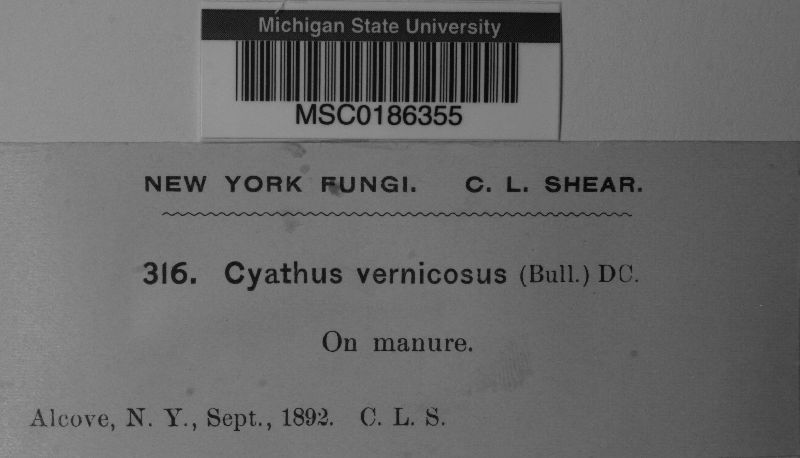 Michigan State University
MSC0186355
NEW YORK FUNGI. C. L. SHEAR.
316. Cyathus vernicosus (Bull.) DC.
On manure.
Alcove, N. Y., Sept., 1892. C. L. S.